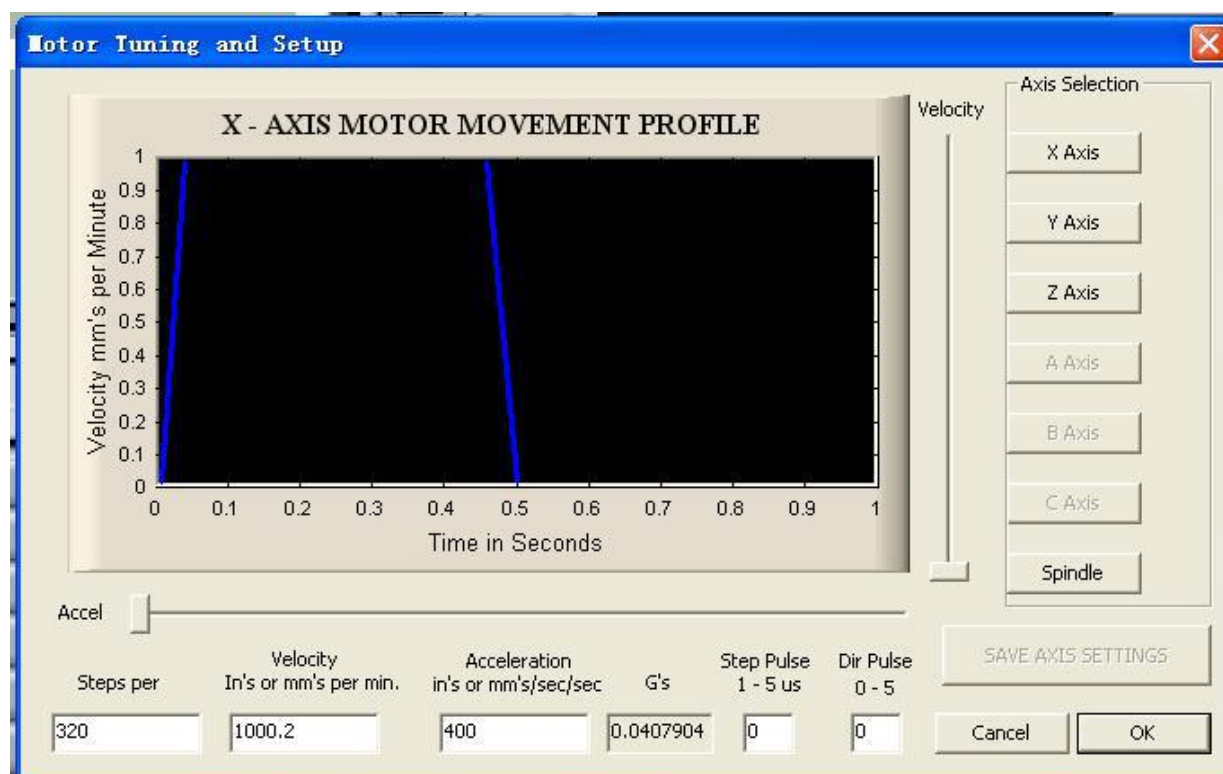 Motor Tuning and Setup
Axis Selection
Velocity
X - AXIS MOTOR MOVEMENT PROFILE
Velocity mm's per Minute
1
0.9
0.8
0.7
0.6
0.5
0.4
0.3
0.2
0.1
0
0 0.1 0.2 0.3 0.4 0.5 0.6 0.7 0.8 0.9 1
Time in Seconds
X Axis
Y Axis
Z Axis
A Axis
B Axis
C Axis
Spindle
Accel
SAVE AXIS SETTINGS
Steps per
Velocity
In's or mm's per min.
Acceleration
in's or mm's/sec/sec
G's
Step Pulse
1 - 5 us
Dir Pulse
0 - 5
320 1000.2 400 0.0407904 0 0
Cancel OK